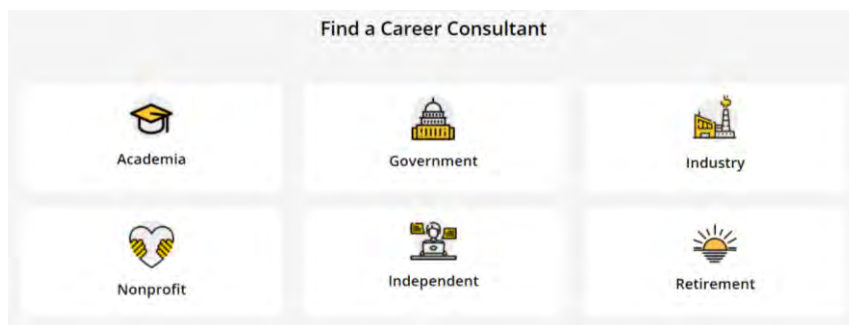 Find a Career Consultant
Academia
Government
Industry
Nonprofit
Independent
Retirement